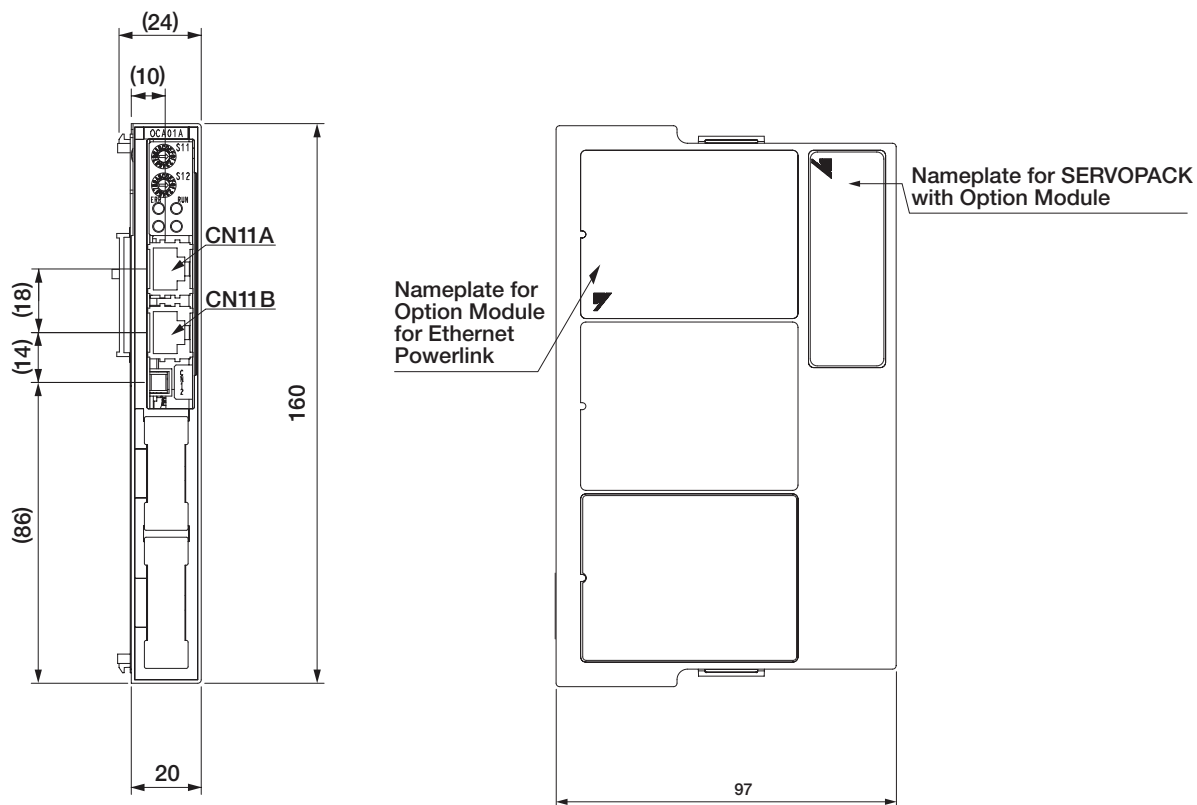 (24)
(10)
OCA01A
S11
S12
ERR RUN
CN11A
CN11B
(18)
(14)
CN12
(86)
160
20
Nameplate for SERVOPACK
with Option Module
Nameplate for
Option Module
for Ethernet
Powerlink
97